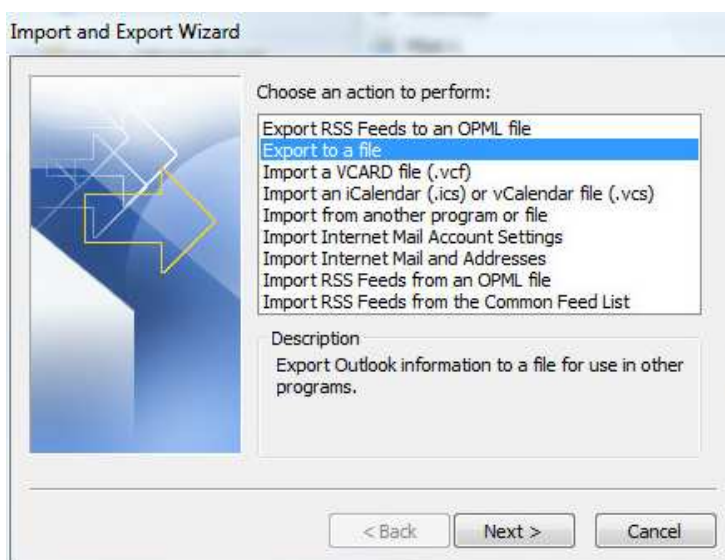 Import and Export Wizard
Choose an action to perform:
Export RSS Feeds to an OPML file
Export to a file
Import a VCARD file (.vcf)
Import an iCalendar (.ics) or vCalendar file (.vcs)
Import from another program or file
Import Internet Mail Account Settings
Import Internet Mail and Addresses
Import RSS Feeds from an OPML file
Import RSS Feeds from the Common Feed List
Description
Export Outlook information to a file for use in other
programs.
< Back
Next >
Cancel